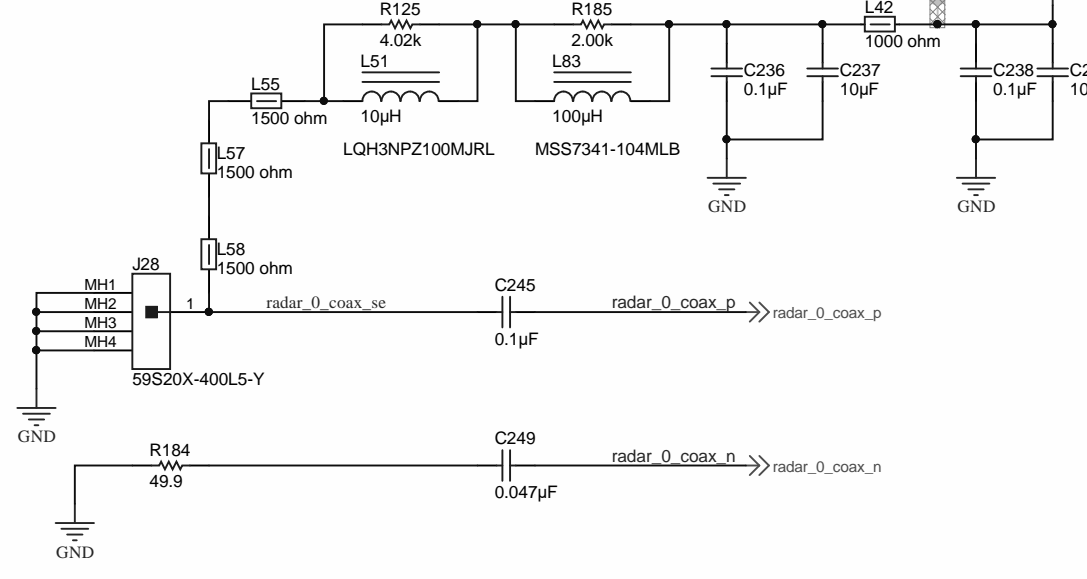 R125
4.02k
R185
2.00k
L42
1000 ohm
L51
10µH
LQH3NPZ100MJRL
L83
100µH
MSS7341-104MLB
C236
0.1µF
C237
10µF
C238
0.1µF
L55
1500 ohm
L57
1500 ohm
L58
1500 ohm
GND
GND
J28
MH1
MH2
MH3
MH4
1
59S20X-400L5-Y
GND
radar_0_coax_se
C245
0.1µF
radar_0_coax_p
radar_0_coax_p
R184
49.9
GND
C249
0.047µF
radar_0_coax_n
radar_0_coax_n